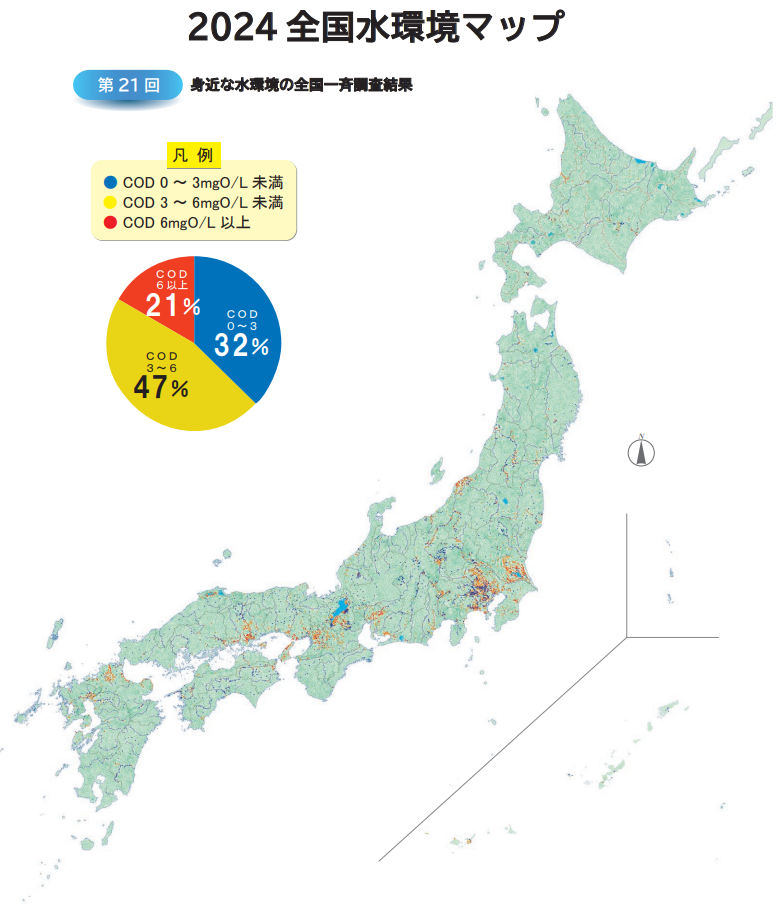 2024 全国水環境マップ
第 21 回
身近な水環境の全国一斉調査結果
凡 例
COD 0 ～ 3mgO/L 未満
COD 3 ～ 6mgO/L 未満
COD 6mgO/L 以上
COD
6以上
21%
COD
0～3
32%
COD
3～6
47%
N